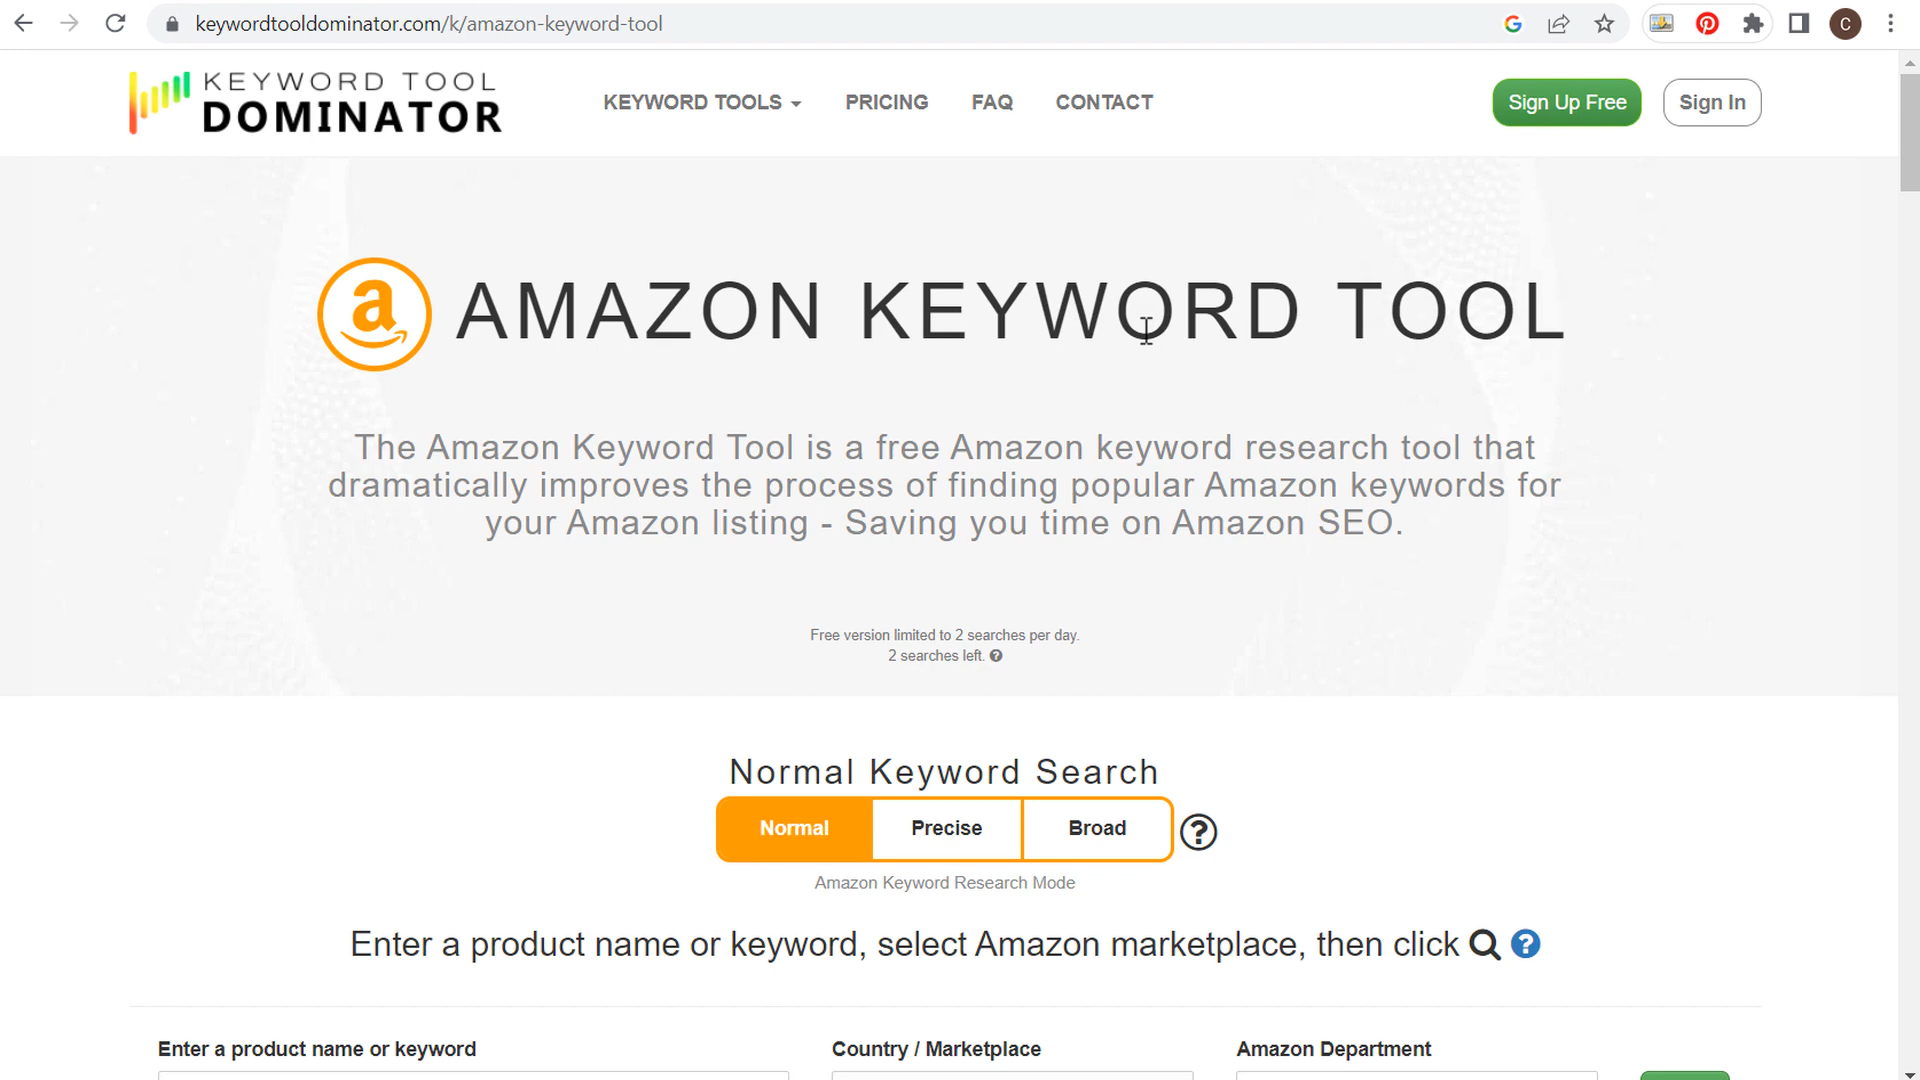 keywordtooldominator.com/k/amazon-keyword-tool
C
KEYWORD TOOL
DOMINATOR
KEYWORD TOOLS
PRICING
FAQ
CONTACT
Sign Up Free
Sign In
a
AMAZON KEYWORD TOOL
The Amazon Keyword Tool is a free Amazon keyword research tool that
dramatically improves the process of finding popular Amazon keywords for
your Amazon listing - Saving you time on Amazon SEO.
Free version limited to 2 searches per day.
2 searches left. ?
Normal Keyword Search
Normal
Precise
Broad
?
Amazon Keyword Research Mode
Enter a product name or keyword, select Amazon marketplace, then click ?
Enter a product name or keyword
Country / Marketplace
Amazon Department